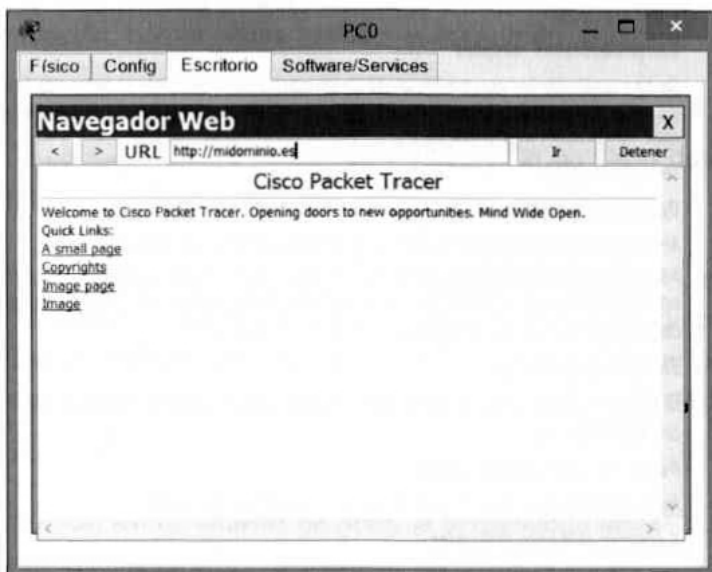 PC0
Físico Config Escritorio Software/Services
Navegador Web X
< > URL http://midominio.es Ir Detener
Cisco Packet Tracer
Welcome to Cisco Packet Tracer. Opening doors to new opportunities. Mind Wide Open.
Quick Links:
A small page
Copyrights
Image page
Image